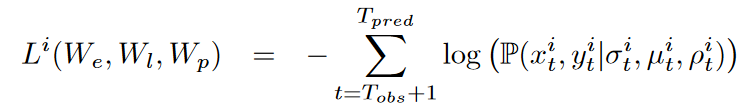 $L^i(W_e, W_l, W_p) = -\sum_{t=T_{obs}+1}^{T_{pred}} \log\left(\mathbb{P}(x_t^i, y_t^i | \sigma_t^i, \mu_t^i, \rho_t^i)\right)$